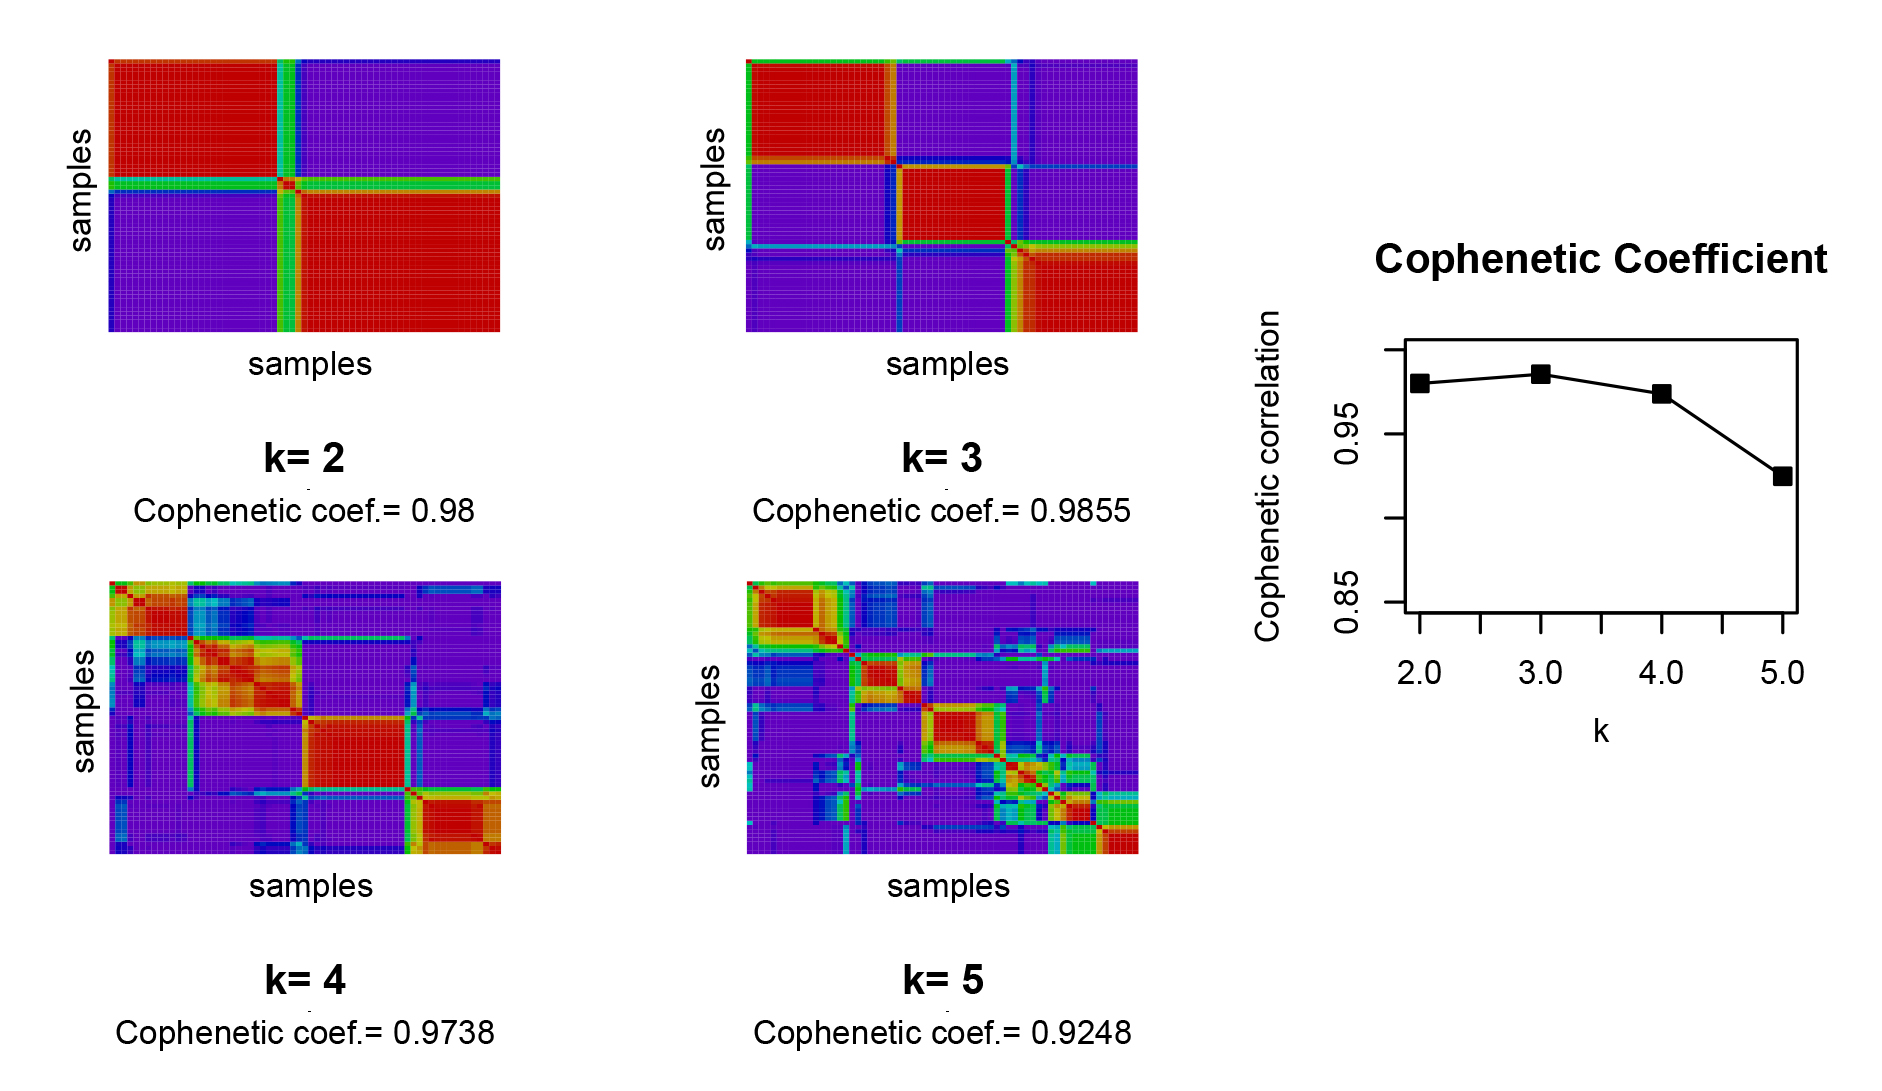 samples
samples
k= 2
Cophenetic coef.= 0.98
samples
samples
k= 3
Cophenetic coef.= 0.9855
samples
samples
k= 4
Cophenetic coef.= 0.9738
samples
samples
k= 5
Cophenetic coef.= 0.9248
Cophenetic Coefficient
Cophenetic correlation
0.95
0.85
2.0 3.0 4.0 5.0
k